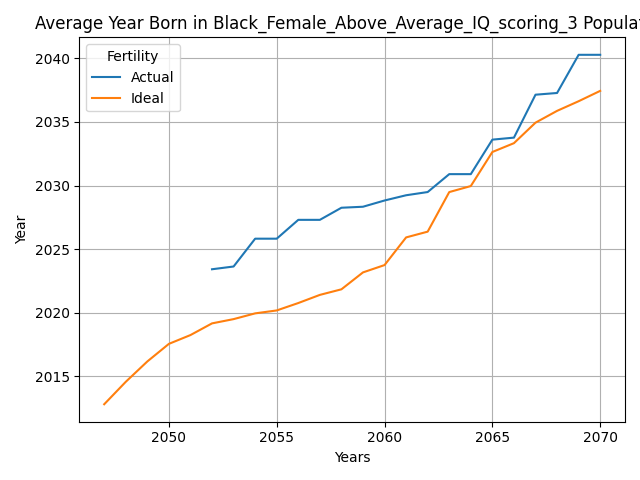 Average Year Born in Black_Female_Above_Average_IQ_scoring_3 Populat
Fertility
Actual
Ideal
2040
2035
2030
2025
2020
2015
Year
2050 2055 2060 2065 2070
Years